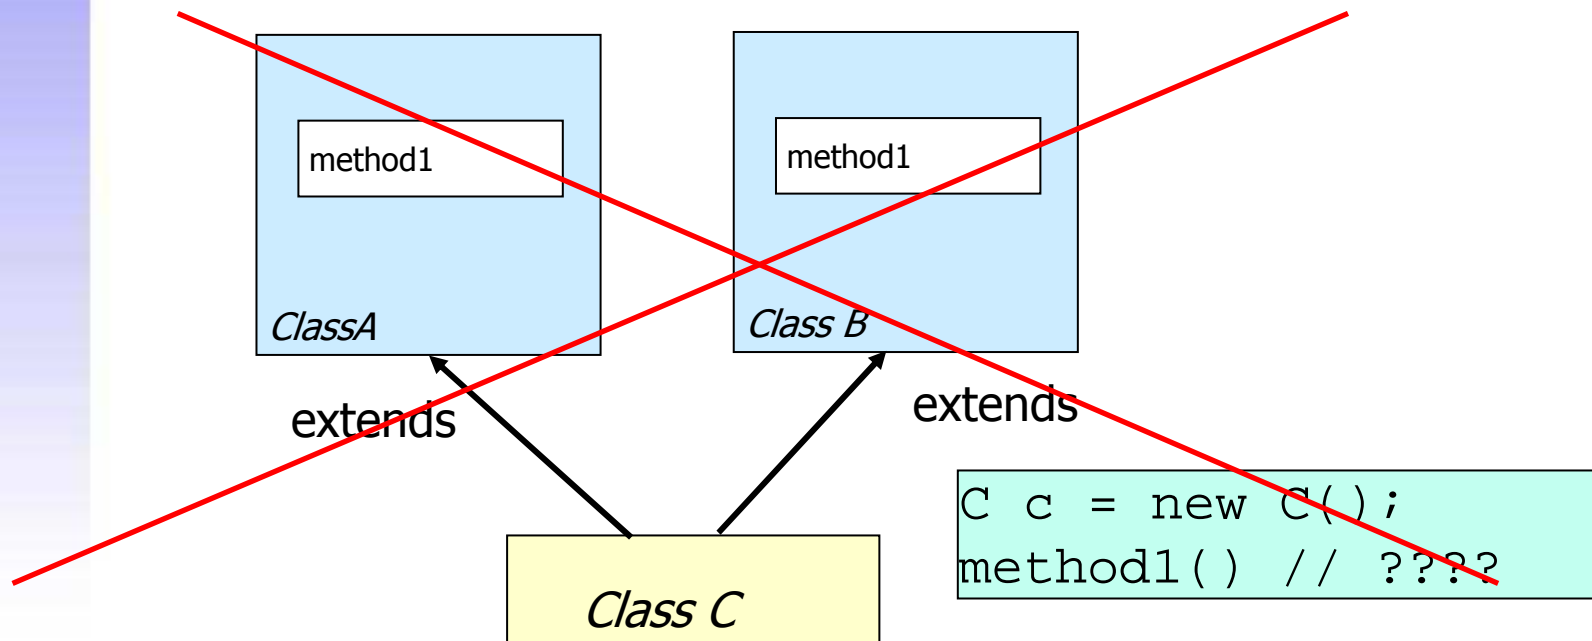 method1
method1
ClassA
Class B
extends
extends
C c = new C();
method1() // ????
Class C